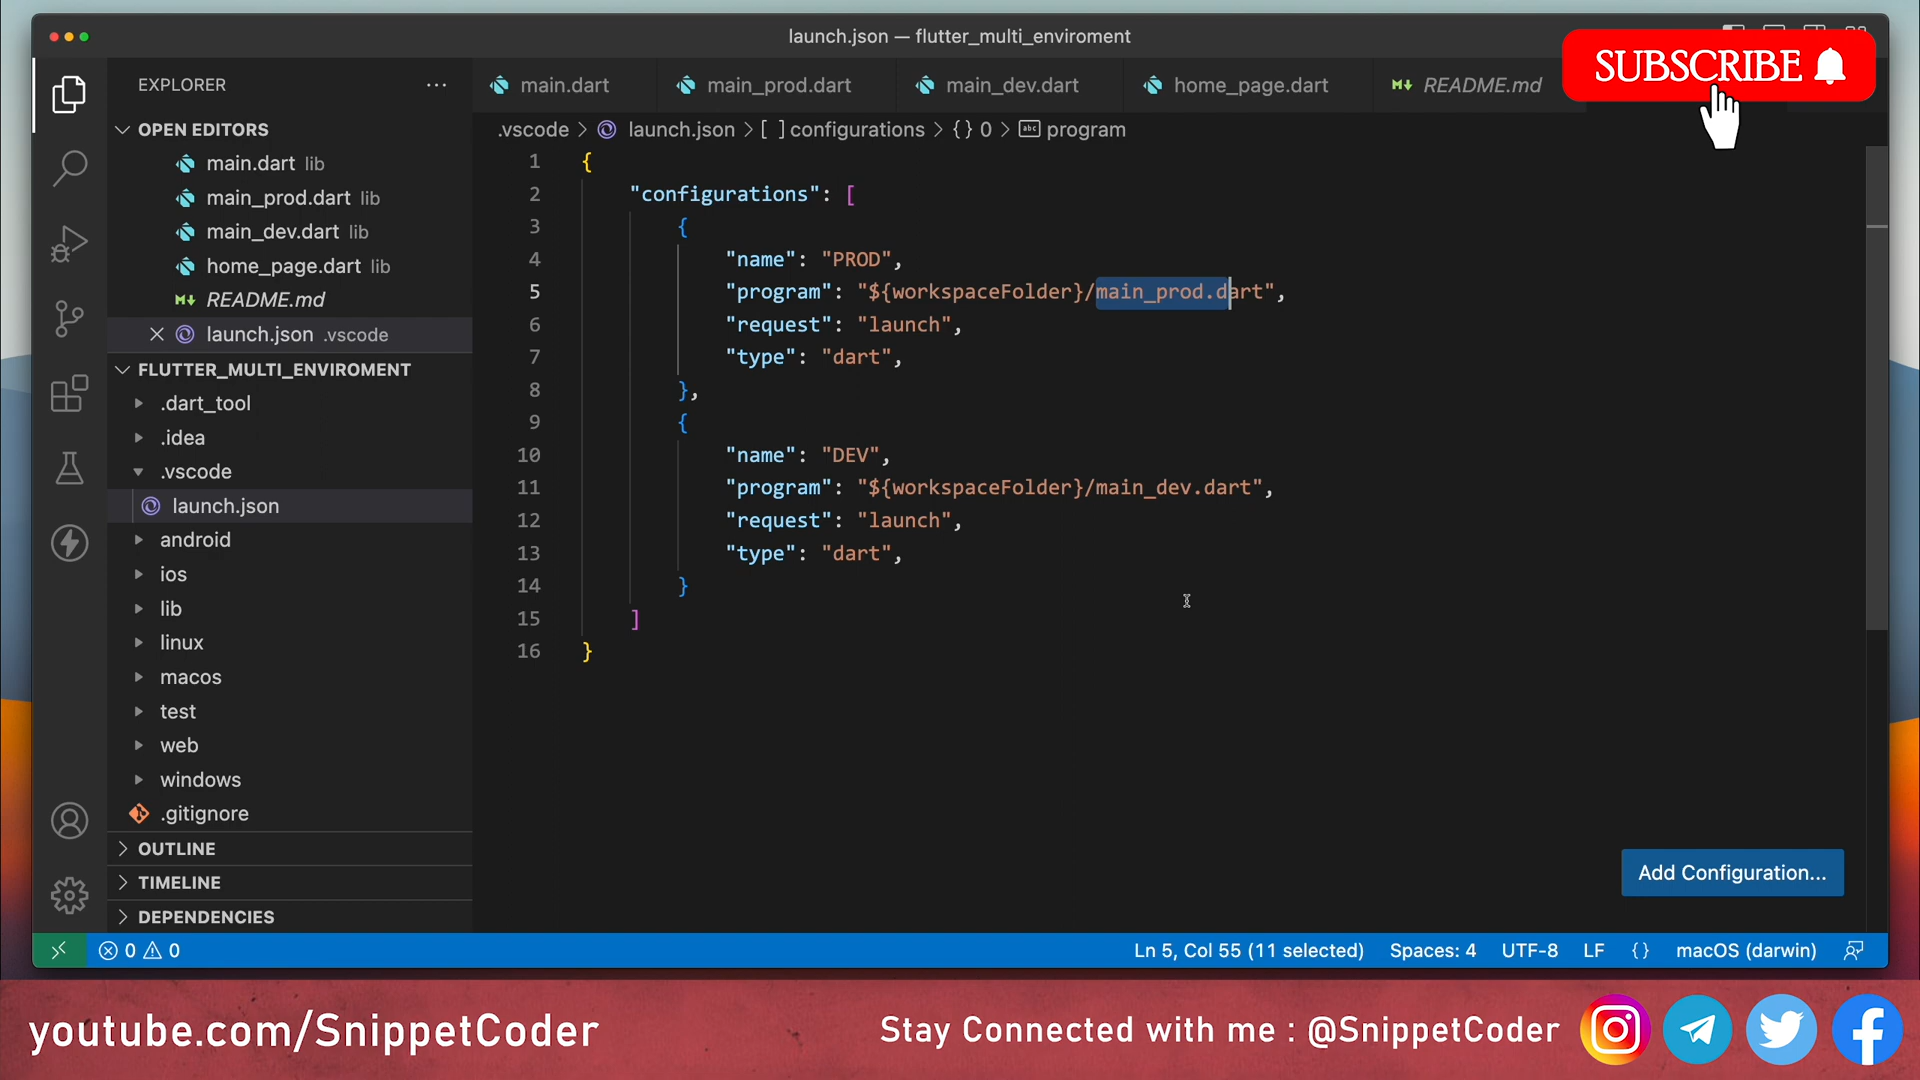 launch.json — flutter_multi_enviroment
SUBSCRIBE
EXPLORER
main.dart
main_prod.dart
main_dev.dart
home_page.dart
README.md
OPEN EDITORS
main.dart lib
main_prod.dart lib
main_dev.dart lib
home_page.dart lib
README.md
launch.json .vscode
FLUTTER_MULTI_ENVIROMENT
.dart_tool
.idea
.vscode
launch.json
android
ios
lib
linux
macos
test
web
windows
.gitignore
OUTLINE
TIMELINE
DEPENDENCIES
.vscode > launch.json > [ ] configurations > {} 0 > abc program
1 {
2 "configurations": [
3 {
4 "name": "PROD",
5 "program": "${workspaceFolder}/main_prod.dart",
6 "request": "launch",
7 "type": "dart",
8 },
9 {
10 "name": "DEV",
11 "program": "${workspaceFolder}/main_dev.dart",
12 "request": "launch",
13 "type": "dart",
14 }
15 ]
16 }
Add Configuration...
0 0
Ln 5, Col 55 (11 selected) Spaces: 4 UTF-8 LF {} macOS (darwin)
youtube.com/SnippetCoder
Stay Connected with me : @SnippetCoder